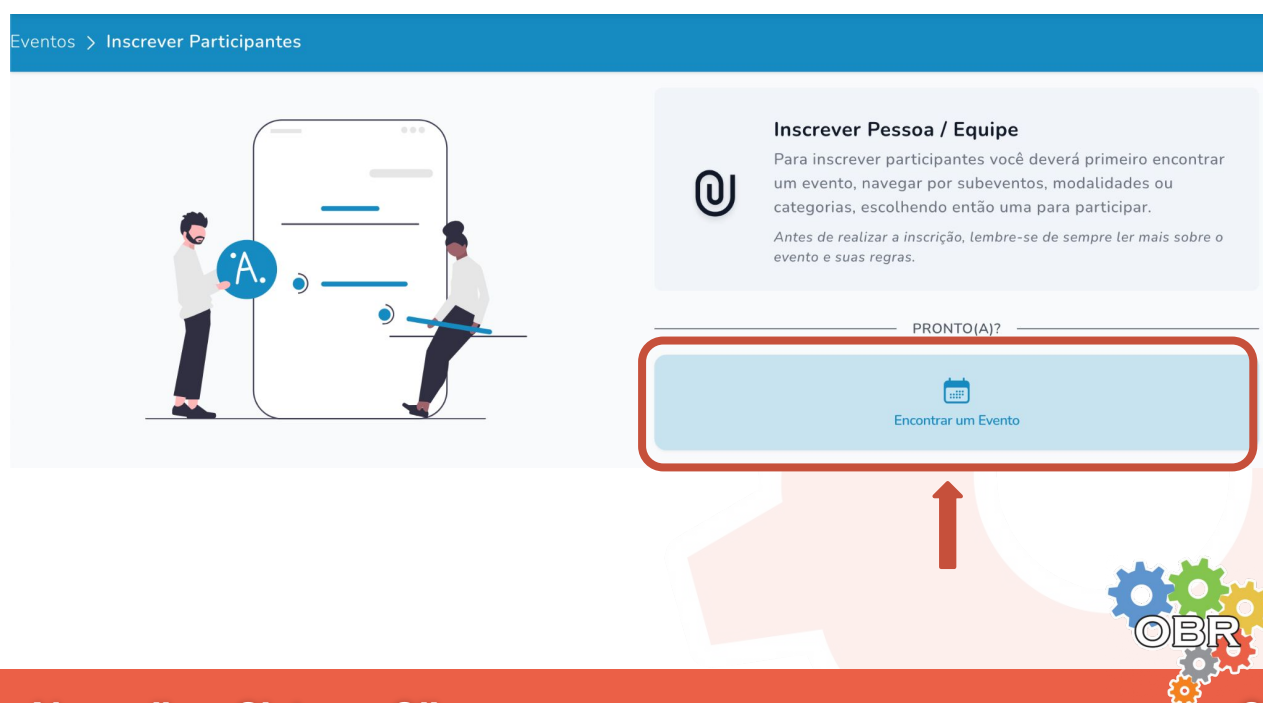 Eventos > Inscrever Participantes
Inscrever Pessoa / Equipe
Para inscrever participantes você deverá primeiro encontrar
um evento, navegar por subeventos, modalidades ou
categorias, escolhendo então uma para participar.
Antes de realizar a inscrição, lembre-se de sempre ler mais sobre o
evento e suas regras.
PRONTO(A)?
Encontrar um Evento
A.
OBR